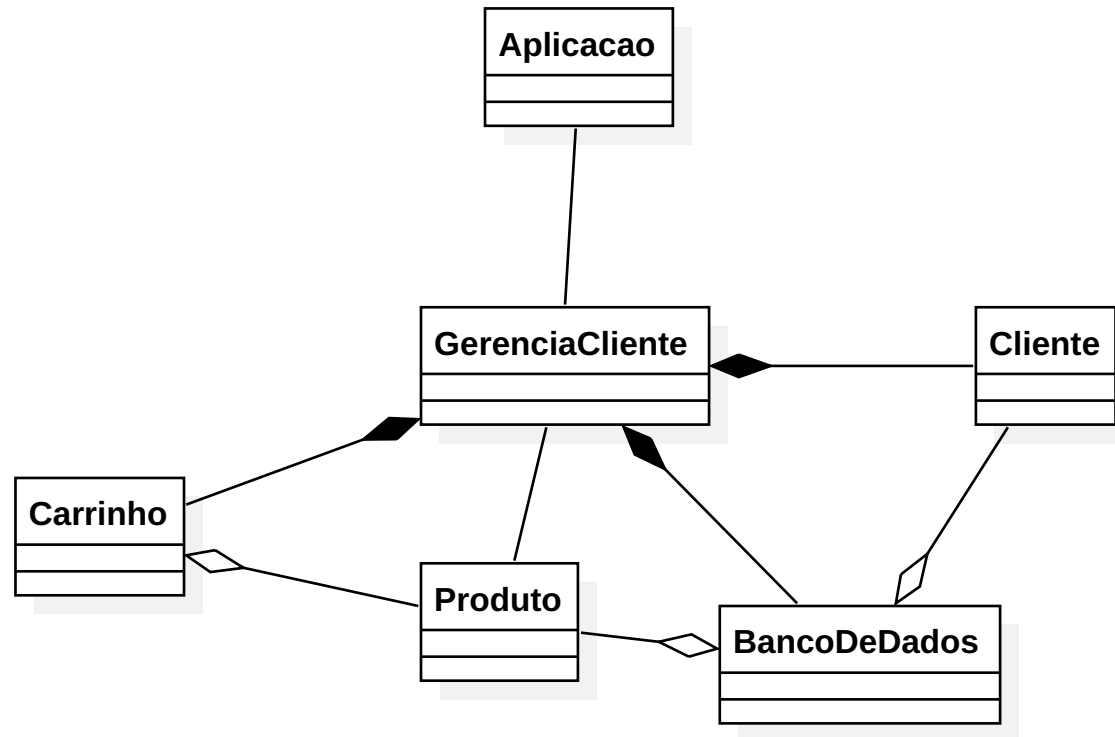 Aplicacao
GerenciaCliente
Cliente
Carrinho
Produto
BancoDeDados